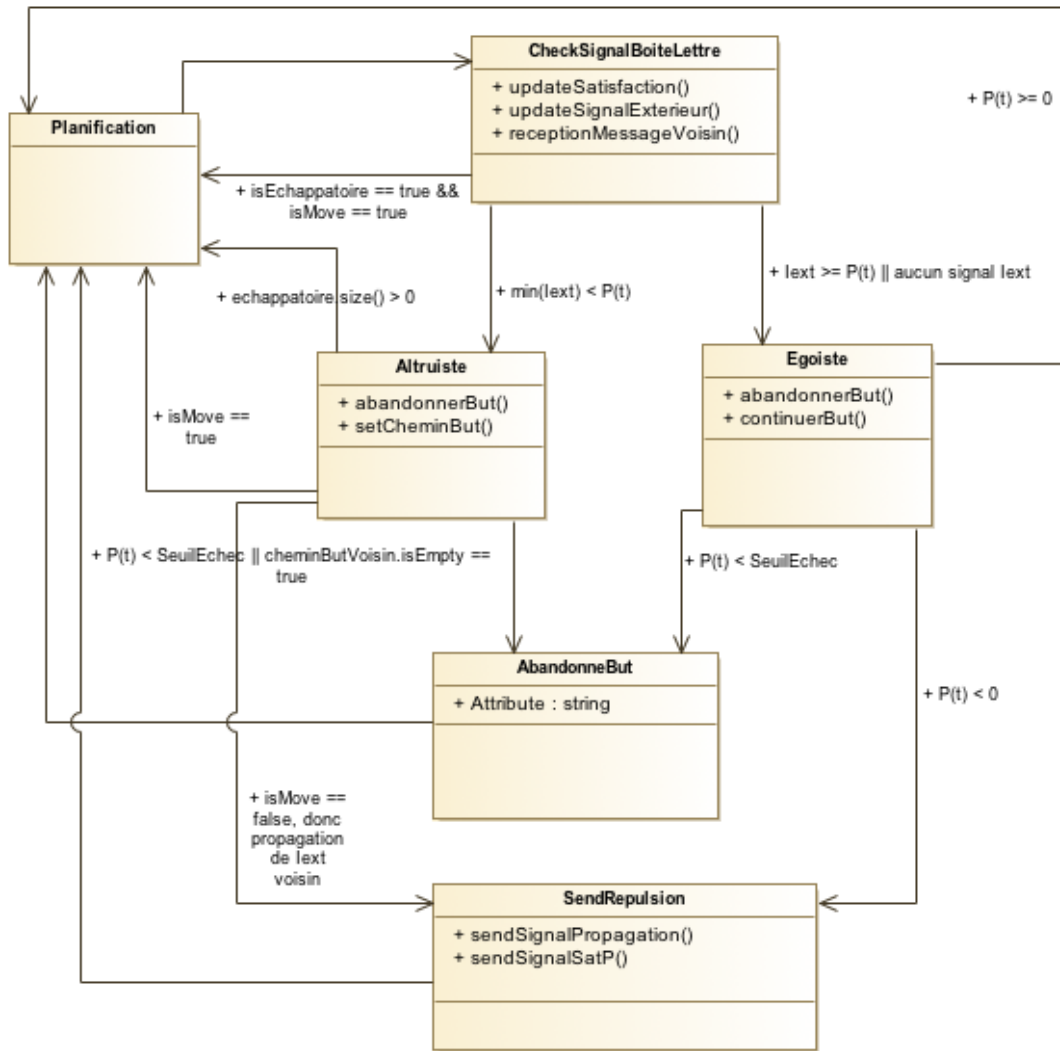 CheckSignalBoiteLettre
+ updateSatisfaction()
+ updateSignalExterieur()
+ receptionMessageVoisin()
+ P(t) >= 0
Planification
+ isEchappatoire == true &&
isMove == true
+ Iext >= P(t) || aucun signal Iext
+ echappatoire.size() > 0
+ min(Iext) < P(t)
Altruiste
+ abandonnerBut()
+ setCheminBut()
Egoiste
+ abandonnerBut()
+ continuerBut()
+ isMove ==
true
+ P(t) < SeuilEchec || cheminButVoisin.isEmpty ==
true
+ P(t) < SeuilEchec
AbandonneBut
+ Attribute : string
+ P(t) < 0
+ isMove ==
false, donc
propagation
de Iext
voisin
SendRepulsion
+ sendSignalPropagation()
+ sendSignalSatP()